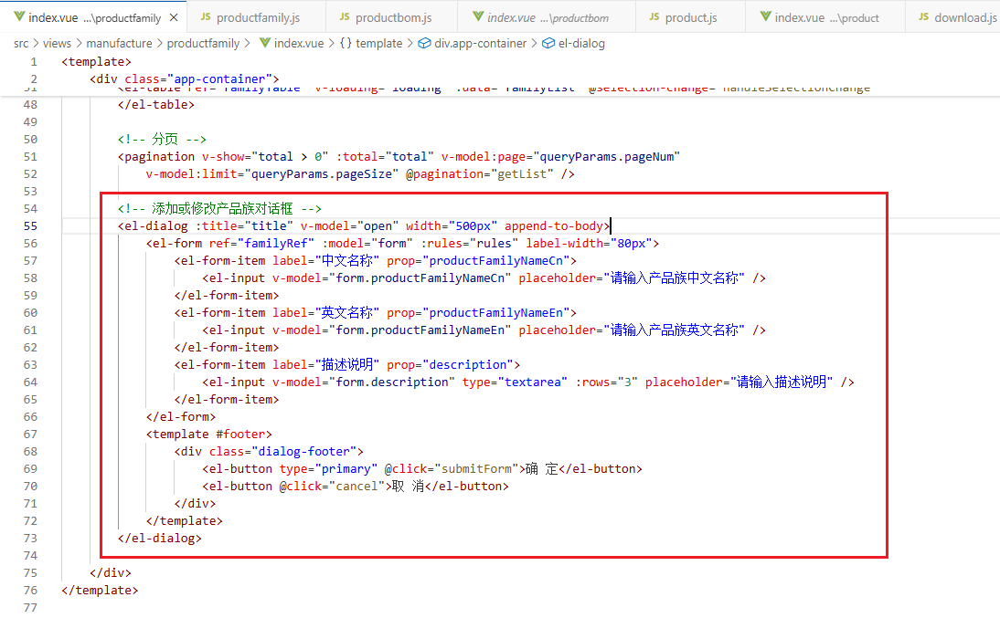 index.vue ...\productfamily
JS productfamily.js
JS productbom.js
index.vue ...\productbom
JS product.js
index.vue ...\product
JS download.js
src > views > manufacture > productfamily > index.vue > {} template > div.app-container > el-dialog
1 <template>
2 <div class="app-container">
48 </el-table>
49
50 <!-- 分页 -->
51 <pagination v-show="total > 0" :total="total" v-model:page="queryParams.pageNum"
52 v-model:limit="queryParams.pageSize" @pagination="getList" />
53
54 <!-- 添加或修改产品族对话框 -->
55 <el-dialog :title="title" v-model="open" width="500px" append-to-body>
56 <el-form ref="familyRef" :model="form" :rules="rules" label-width="80px">
57 <el-form-item label="中文名称" prop="productFamilyNameCn">
58 <el-input v-model="form.productFamilyNameCn" placeholder="请输入产品族中文名称" />
59 </el-form-item>
60 <el-form-item label="英文名称" prop="productFamilyNameEn">
61 <el-input v-model="form.productFamilyNameEn" placeholder="请输入产品族英文名称" />
62 </el-form-item>
63 <el-form-item label="描述说明" prop="description">
64 <el-input v-model="form.description" type="textarea" :rows="3" placeholder="请输入描述说明" />
65 </el-form-item>
66 </el-form>
67 <template #footer>
68 <div class="dialog-footer">
69 <el-button type="primary" @click="submitForm">确 定</el-button>
70 <el-button @click="cancel">取 消</el-button>
71 </div>
72 </template>
73 </el-dialog>
74
75 </div>
76 </template>
77